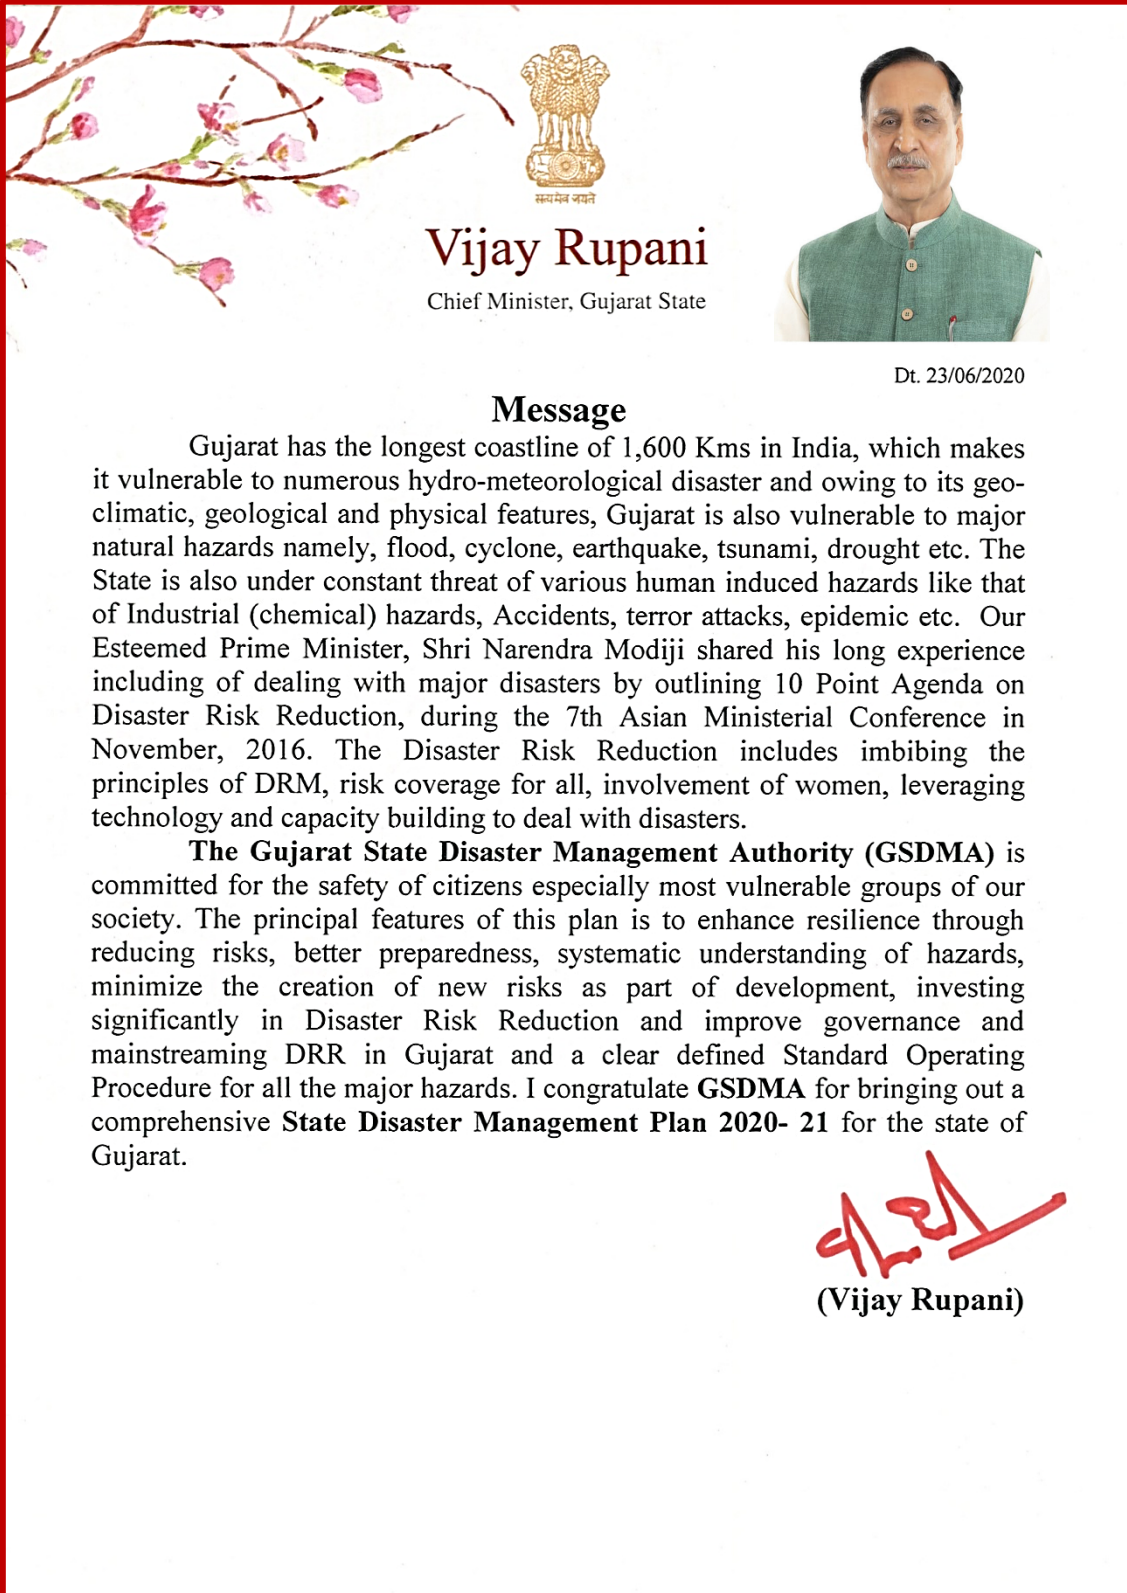 सत्यमेव जयते
Vijay Rupani
Chief Minister, Gujarat State
Dt. 23/06/2020
Message
Gujarat has the longest coastline of 1,600 Kms in India, which makes
it vulnerable to numerous hydro-meteorological disaster and owing to its geo-
climatic, geological and physical features, Gujarat is also vulnerable to major
natural hazards namely, flood, cyclone, earthquake, tsunami, drought etc. The
State is also under constant threat of various human induced hazards like that
of Industrial (chemical) hazards, Accidents, terror attacks, epidemic etc. Our
Esteemed Prime Minister, Shri Narendra Modiji shared his long experience
including of dealing with major disasters by outlining 10 Point Agenda on
Disaster Risk Reduction, during the 7th Asian Ministerial Conference in
November, 2016. The Disaster Risk Reduction includes imbibing the
principles of DRM, risk coverage for all, involvement of women, leveraging
technology and capacity building to deal with disasters.
The Gujarat State Disaster Management Authority (GSDMA) is
committed for the safety of citizens especially most vulnerable groups of our
society. The principal features of this plan is to enhance resilience through
reducing risks, better preparedness, systematic understanding of hazards,
minimize the creation of new risks as part of development, investing
significantly in Disaster Risk Reduction and improve governance and
mainstreaming DRR in Gujarat and a clear defined Standard Operating
Procedure for all the major hazards. I congratulate GSDMA for bringing out a
comprehensive State Disaster Management Plan 2020- 21 for the state of
Gujarat.
(Vijay Rupani)